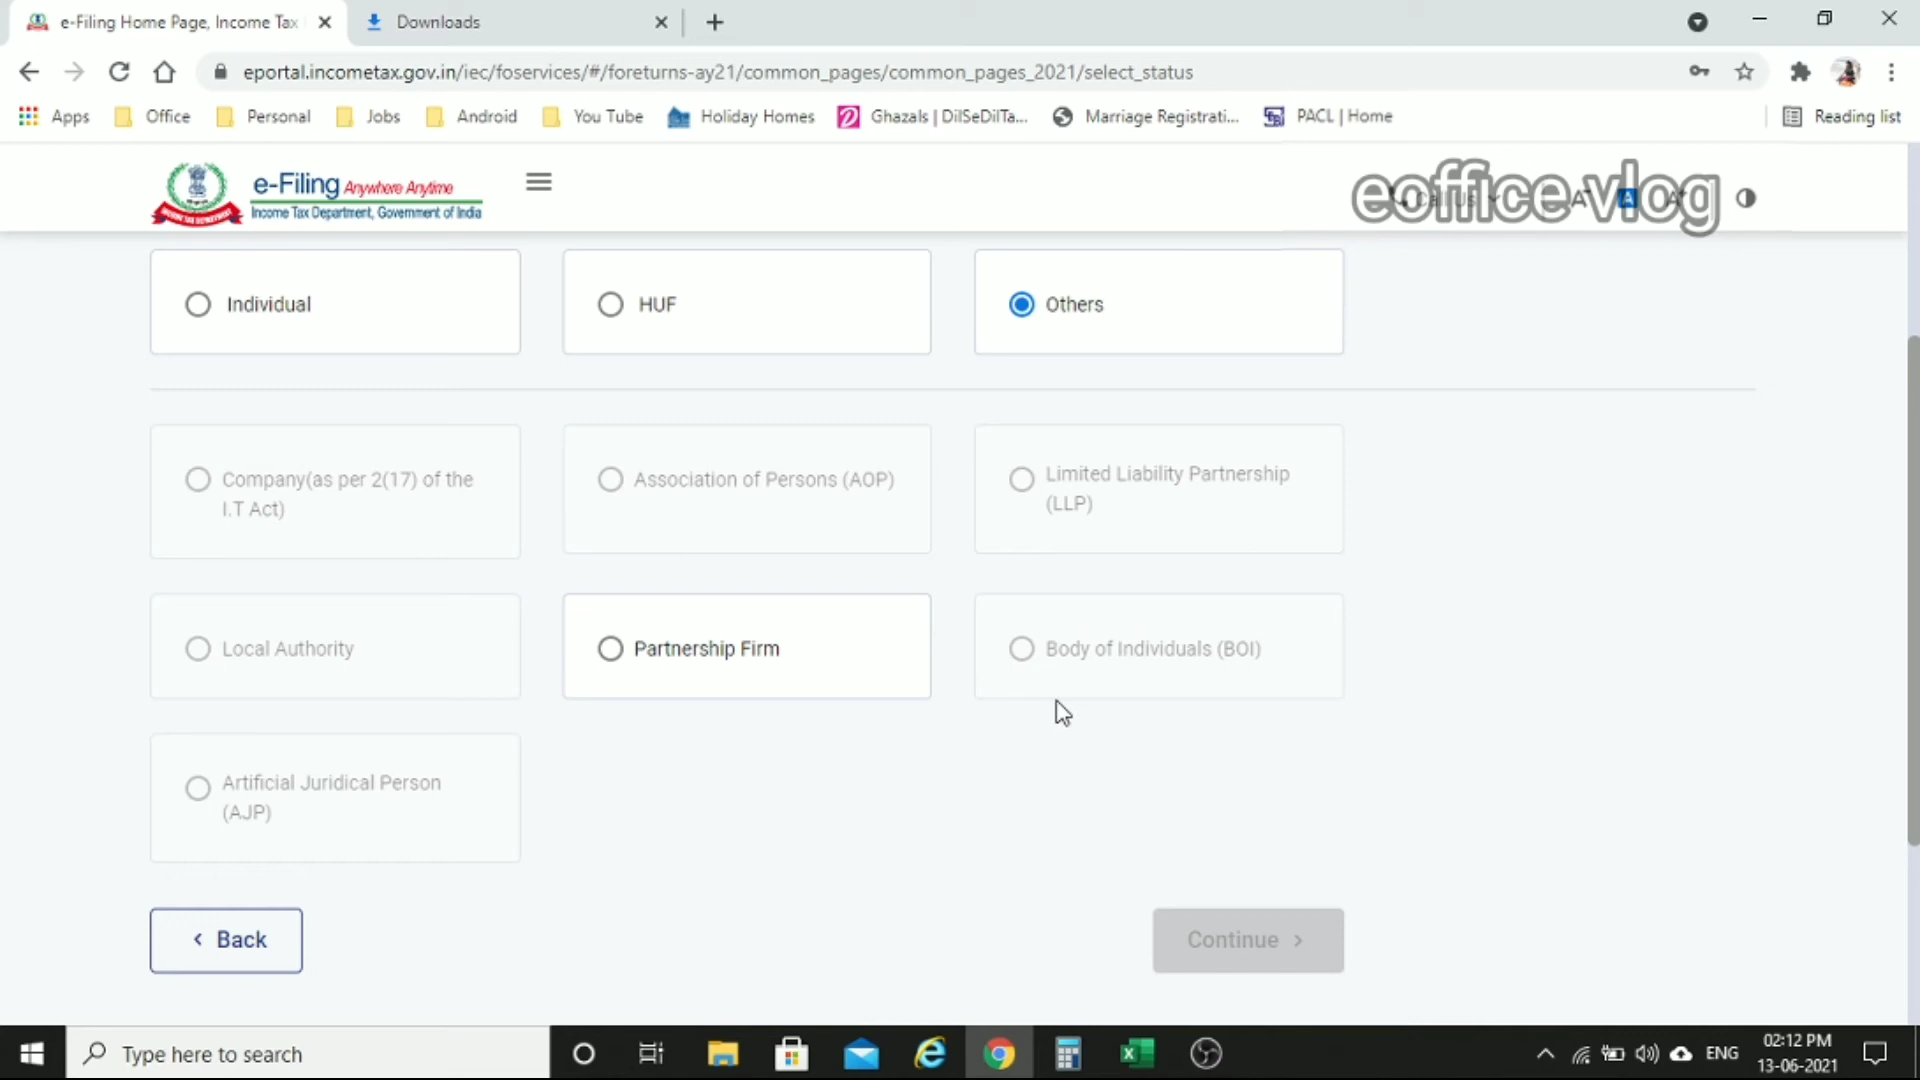 e-Filing Home Page, Income Tax
Downloads
eportal.incometax.gov.in/iec/foservices/#/foreturns-ay21/common_pages/common_pages_2021/select_status
Apps
Office
Personal
Jobs
Android
You Tube
Holiday Homes
Ghazals | DilSeDilTa...
Marriage Registrati...
PACL | Home
Reading list
e-Filing Anywhere Anytime
Income Tax Department, Government of India
Call Us
A
eoffice vlog
Individual
HUF
Others
Company(as per 2(17) of the
I.T Act)
Association of Persons (AOP)
Limited Liability Partnership
(LLP)
Local Authority
Partnership Firm
Body of Individuals (BOI)
Artificial Juridical Person
(AJP)
< Back
Continue >
Type here to search
ENG
02:12 PM
13-06-2021